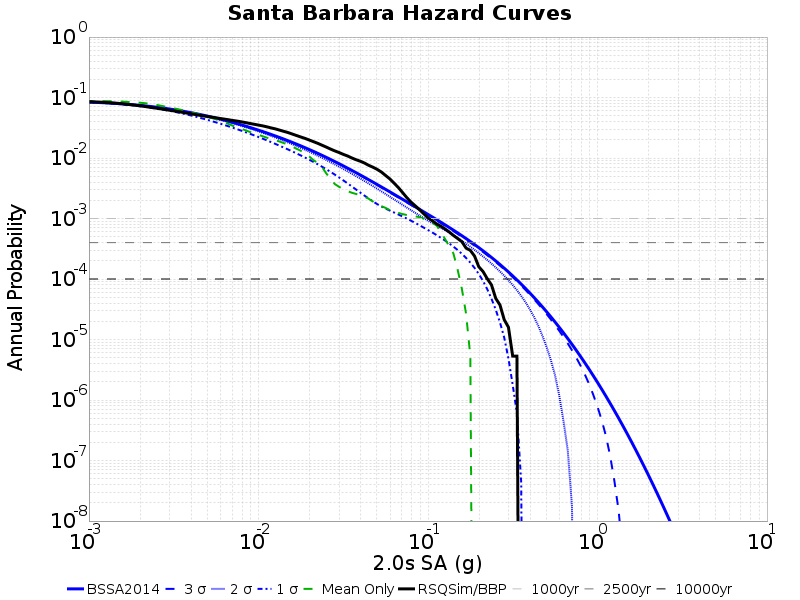 Santa Barbara Hazard Curves
Annual Probability
10^0
10^-1
10^-2
10^-3
10^-4
10^-5
10^-6
10^-7
10^-8
10^-3 10^-2 10^-1 10^0 10^1
2.0s SA (g)
BSSA2014 3 σ 2 σ 1 σ Mean Only RSQSim/BBP 1000yr 2500yr 10000yr